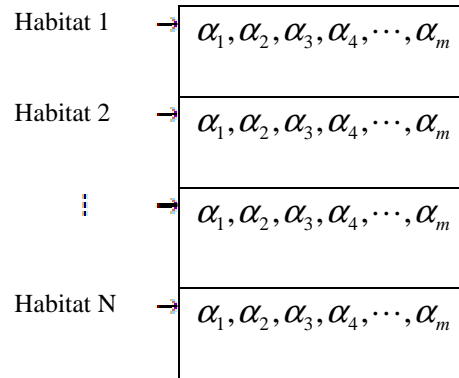 Habitat 1 α₁, α₂, α₃, α₄, ⋯, αₘ
Habitat 2 α₁, α₂, α₃, α₄, ⋯, αₘ
α₁, α₂, α₃, α₄, ⋯, αₘ
Habitat N α₁, α₂, α₃, α₄, ⋯, αₘ